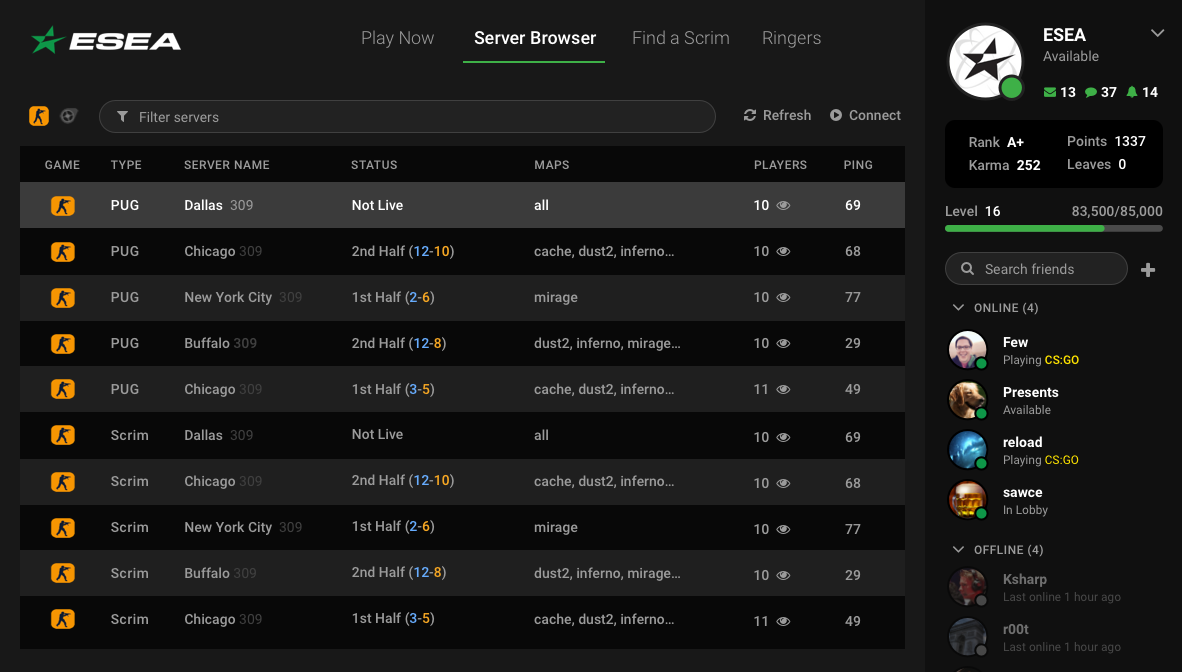 ESEA
Play Now
Server Browser
Find a Scrim
Ringers
Filter servers
Refresh
Connect
GAME TYPE SERVER NAME STATUS MAPS PLAYERS PING
PUG Dallas 309 Not Live all 10 69
PUG Chicago 309 2nd Half (12-10) cache, dust2, inferno... 10 68
PUG New York City 309 1st Half (2-6) mirage 10 77
PUG Buffalo 309 2nd Half (12-8) dust2, inferno, mirage... 10 29
PUG Chicago 309 1st Half (3-5) cache, dust2, inferno... 11 49
Scrim Dallas 309 Not Live all 10 69
Scrim Chicago 309 2nd Half (12-10) cache, dust2, inferno... 10 68
Scrim New York City 309 1st Half (2-6) mirage 10 77
Scrim Buffalo 309 2nd Half (12-8) dust2, inferno, mirage... 10 29
Scrim Chicago 309 1st Half (3-5) cache, dust2, inferno... 11 49
ESEA
Available
13 37 14
Rank A+ Points 1337
Karma 252 Leaves 0
Level 16 83,500/85,000
Search friends
ONLINE (4)
Few
Playing CS:GO
Presents
Available
reload
Playing CS:GO
sawce
In Lobby
OFFLINE (4)
Ksharp
Last online 1 hour ago
r00t
Last online 1 hour ago